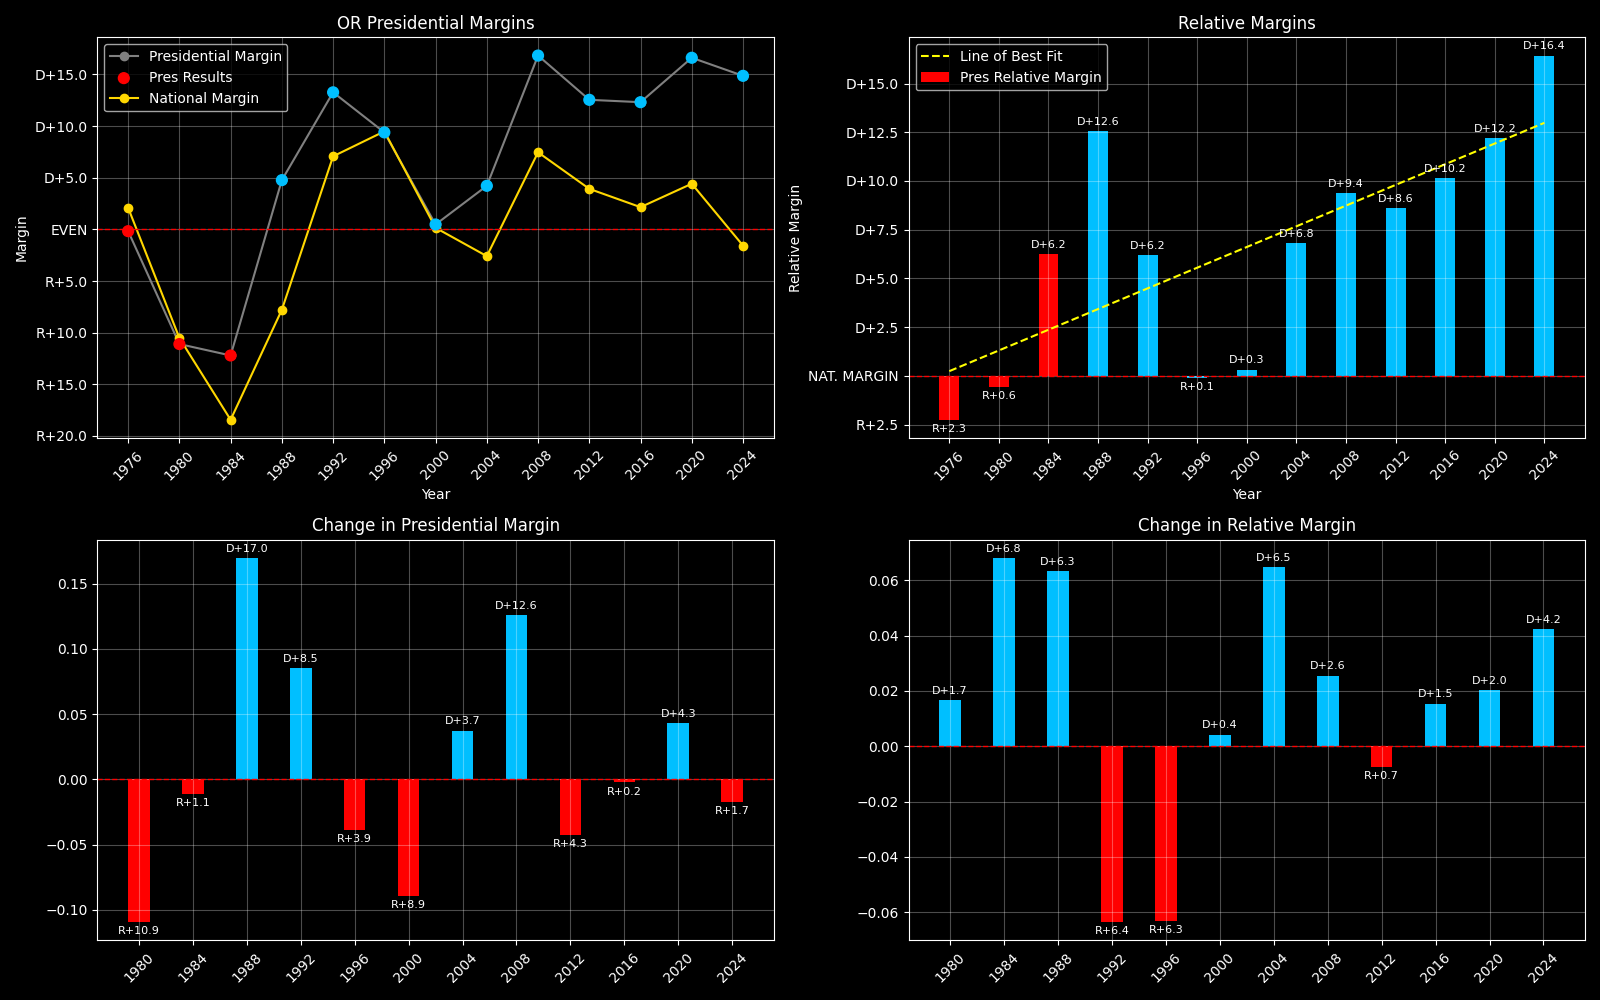 OR Presidential Margins
Presidential Margin
Pres Results
National Margin
Margin
D+15.0
D+10.0
D+5.0
EVEN
R+5.0
R+10.0
R+15.0
R+20.0
1976
1980
1984
1988
1992
1996
2000
2004
2008
2012
2016
2020
2024
Year
Relative Margins
Line of Best Fit
Pres Relative Margin
Relative Margin
D+15.0
D+12.5
D+10.0
D+7.5
D+5.0
D+2.5
NAT. MARGIN
R+2.5
R+2.3
R+0.6
D+6.2
D+12.6
D+6.2
R+0.1
D+0.3
D+6.8
D+9.4
D+8.6
D+10.2
D+12.2
D+16.4
1976
1980
1984
1988
1992
1996
2000
2004
2008
2012
2016
2020
2024
Year
Change in Presidential Margin
0.15
0.10
0.05
0.00
−0.05
−0.10
R+10.9
R+1.1
D+17.0
D+8.5
R+3.9
R+8.9
D+3.7
D+12.6
R+4.3
R+0.2
D+4.3
R+1.7
1980
1984
1988
1992
1996
2000
2004
2008
2012
2016
2020
2024
Change in Relative Margin
0.06
0.04
0.02
0.00
−0.02
−0.04
−0.06
D+1.7
D+6.8
D+6.3
R+6.4
R+6.3
D+0.4
D+6.5
D+2.6
R+0.7
D+1.5
D+2.0
D+4.2
1980
1984
1988
1992
1996
2000
2004
2008
2012
2016
2020
2024